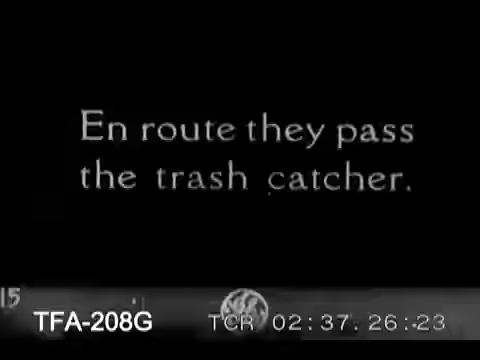 En route they pass
the trash catcher.
15
TFA-208G
TCR 02:37.26:23